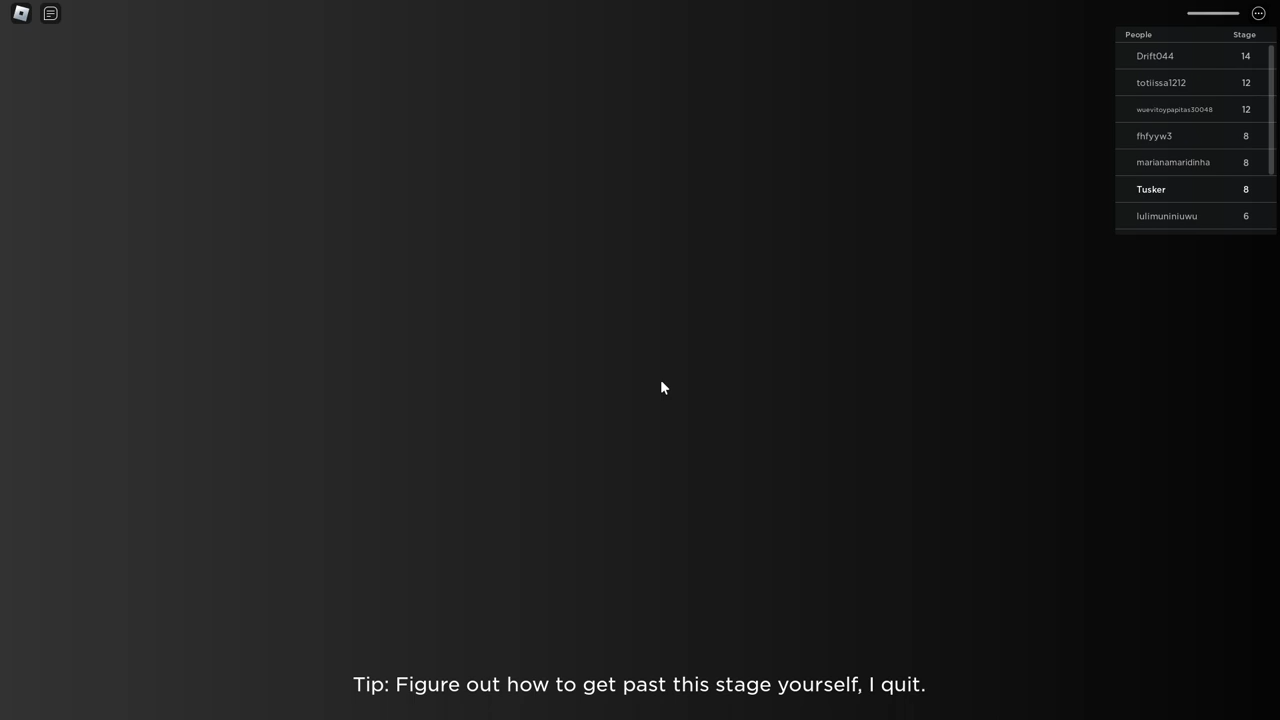 People Stage
Drift044 14
totiissa1212 12
wuevitoypapitas30048 12
fhfyyw3 8
marianamaridinha 8
Tusker 8
lulimuniniuwu 6
Tip: Figure out how to get past this stage yourself, I quit.